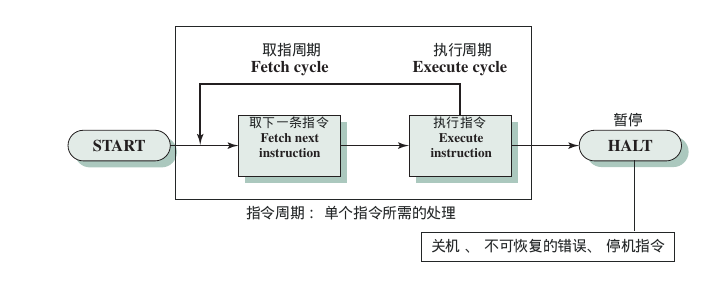 取指周期
Fetch cycle
执行周期
Execute cycle
START
取下一条指令
Fetch next
instruction
执行指令
Execute
instruction
暂停
HALT
指令周期： 单个指令所需的处理
关机 、 不可恢复的错误、 停机指令